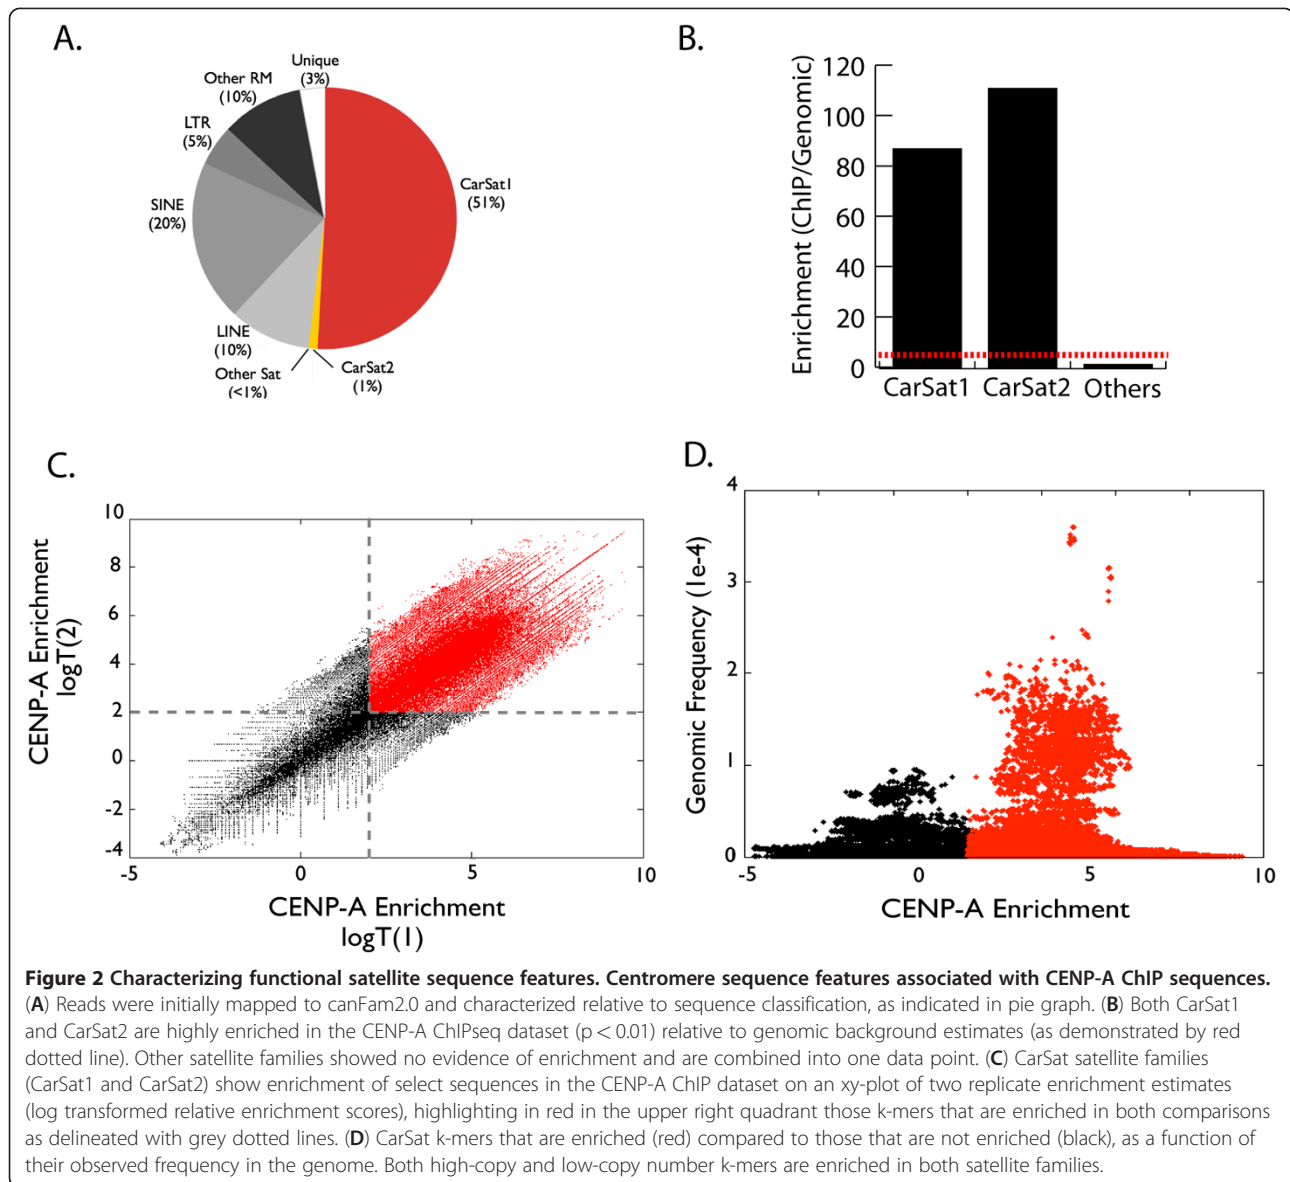 A.
Unique
(3%)
Other RM
(10%)
LTR
(5%)
SINE
(20%)
LINE
(10%)
Other Sat
(<1%)
CarSat2
(1%)
CarSat1
(51%)
B.
Enrichment (ChIP/Genomic)
120
100
80
60
40
20
0
CarSat1
CarSat2
Others
C.
CENP-A Enrichment
logT(2)
10
8
6
4
2
0
-2
-4
-5
0
5
10
CENP-A Enrichment
logT(1)
D.
Genomic Frequency (1e-4)
4
3
2
1
0
-5
0
5
10
CENP-A Enrichment
Figure 2 Characterizing functional satellite sequence features. Centromere sequence features associated with CENP-A ChIP sequences.
(A) Reads were initially mapped to canFam2.0 and characterized relative to sequence classification, as indicated in pie graph. (B) Both CarSat1
and CarSat2 are highly enriched in the CENP-A ChIPseq dataset (p < 0.01) relative to genomic background estimates (as demonstrated by red
dotted line). Other satellite families showed no evidence of enrichment and are combined into one data point. (C) CarSat satellite families
(CarSat1 and CarSat2) show enrichment of select sequences in the CENP-A ChIP dataset on an xy-plot of two replicate enrichment estimates
(log transformed relative enrichment scores), highlighting in red in the upper right quadrant those k-mers that are enriched in both comparisons
as delineated with grey dotted lines. (D) CarSat k-mers that are enriched (red) compared to those that are not enriched (black), as a function of
their observed frequency in the genome. Both high-copy and low-copy number k-mers are enriched in both satellite families.